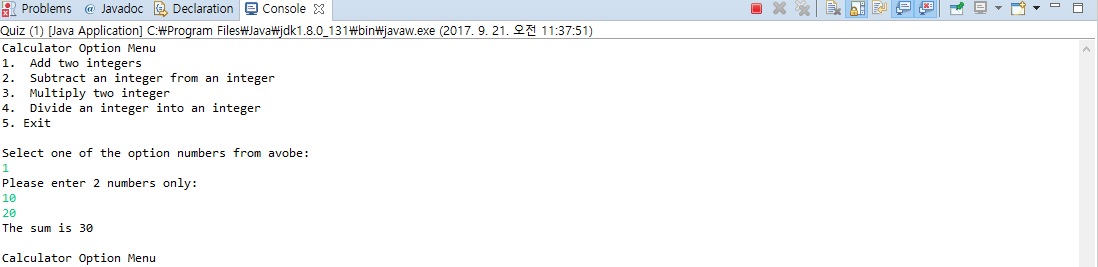 Problems @ Javadoc Declaration Console
Quiz (1) [Java Application] C:₩Program Files₩Java₩jdk1.8.0_131₩bin₩javaw.exe (2017. 9. 21. 오전 11:37:51)
Calculator Option Menu
1.  Add two integers
2.  Subtract an integer from an integer
3.  Multiply two integer
4.  Divide an integer into an integer
5. Exit
Select one of the option numbers from avobe:
1
Please enter 2 numbers only:
10
20
The sum is 30
Calculator Option Menu